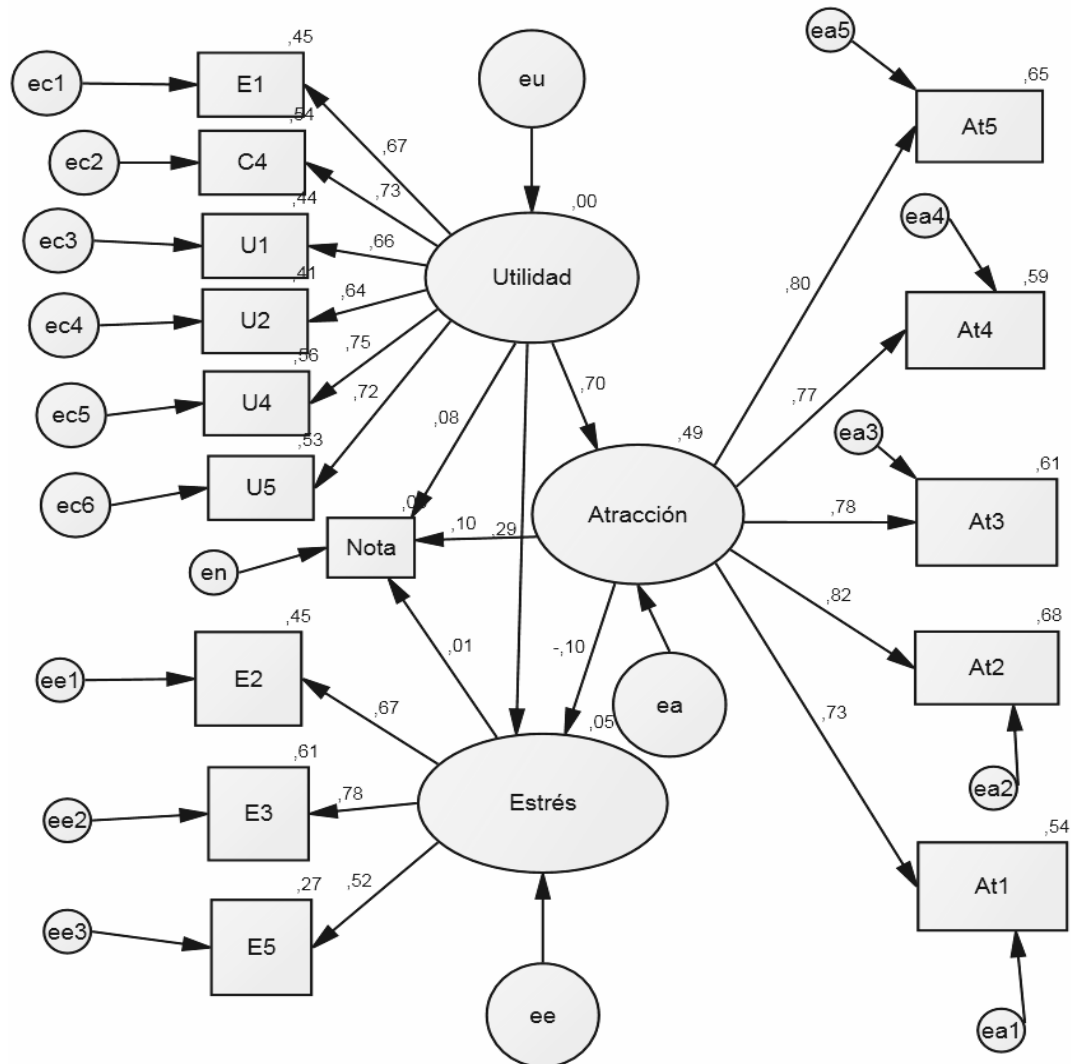 ea5
,45
,65
ec1
E1
eu
At5
,54
,67
ec2
C4
,73
,44
,00
ea4
ec3
U1
,66
Utilidad
,59
,41
,80
ec4
U2
,64
At4
,56
,75
U4
,72
,70
,77
ec5
,08
,49
ea3
,53
,61
ec6
U5
Atracción
,78
At3
,10
,29
Nota
en
,82
,45
,01
-,10
,68
ee1
E2
At2
,67
ea
,73
,05
,61
ee2
E3
,78
Estrés
ea2
,54
,27
,52
At1
ee3
E5
ee
ea1